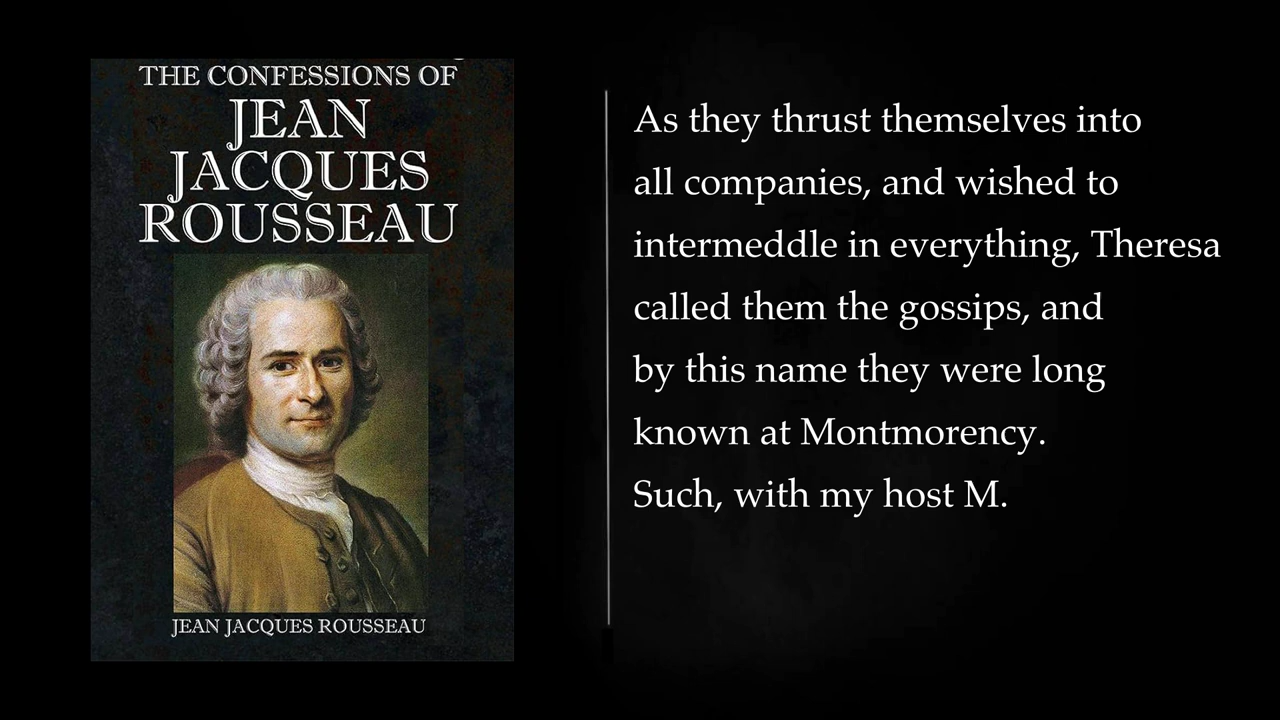 THE CONFESSIONS OF
JEAN
JACQUES
ROUSSEAU
JEAN JACQUES ROUSSEAU
As they thrust themselves into
all companies, and wished to
intermeddle in everything, Theresa
called them the gossips, and
by this name they were long
known at Montmorency.
Such, with my host M.